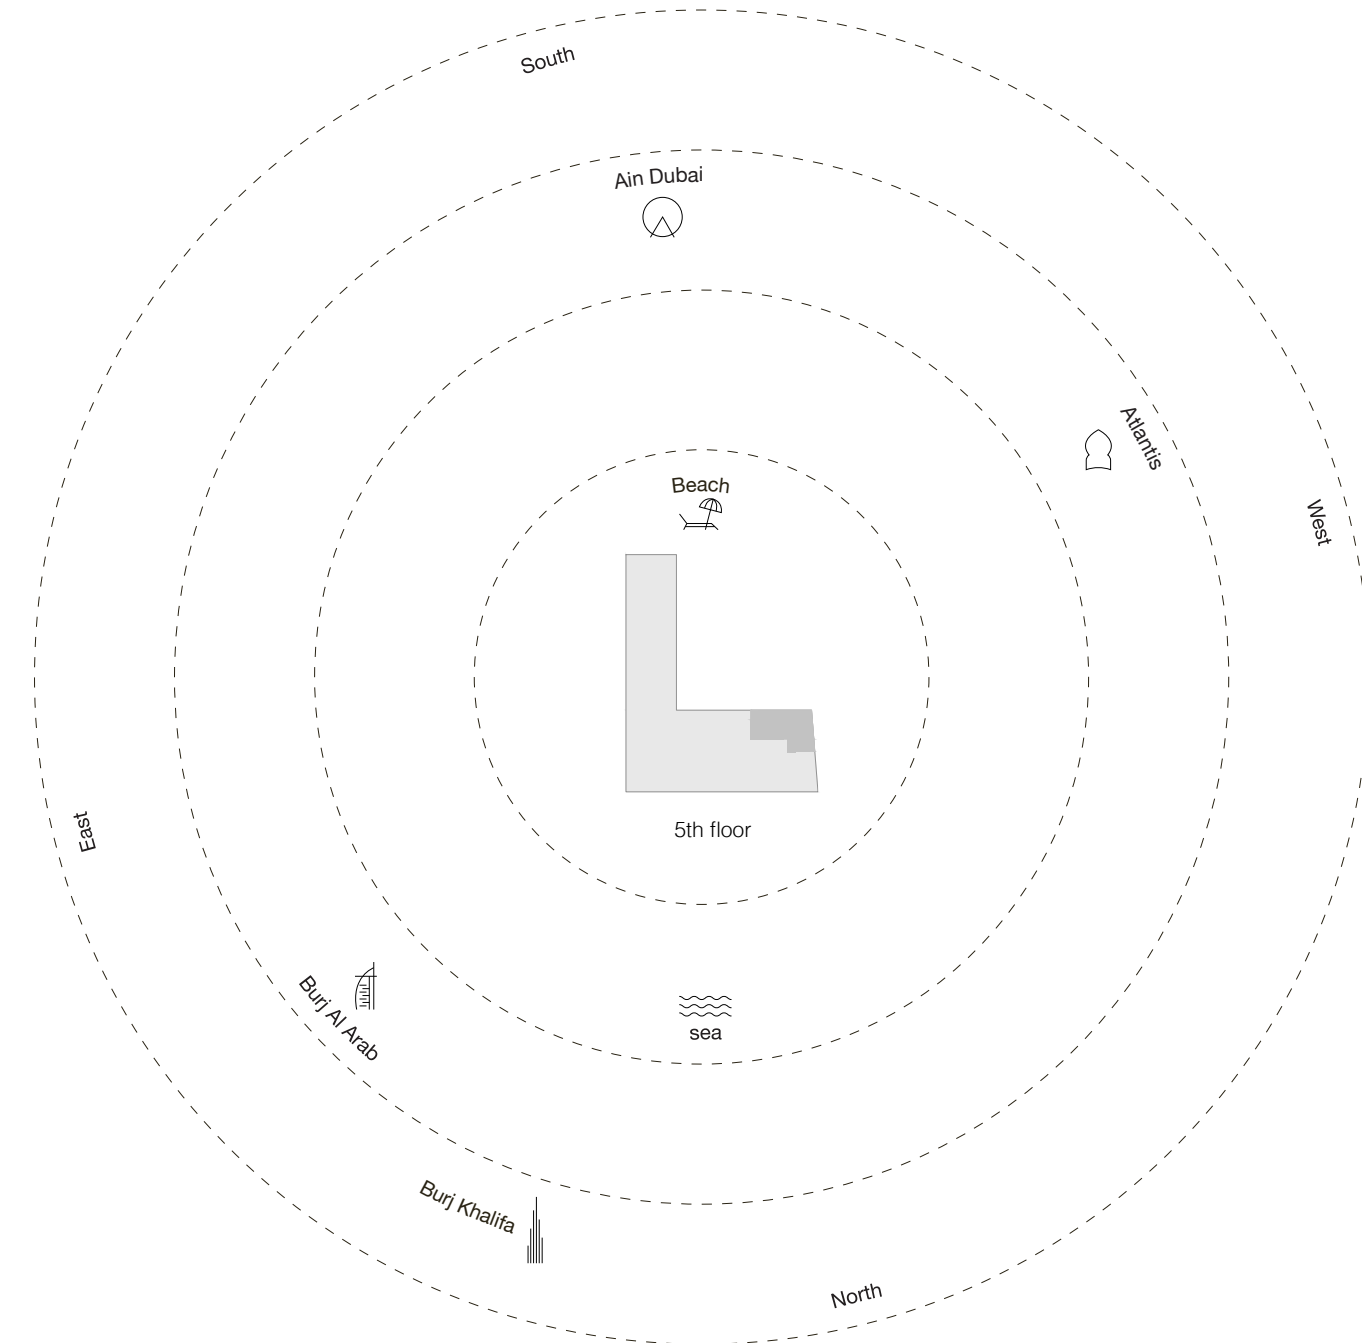 South
Ain Dubai
Atlantis
Beach
West
East
5th floor
Burj Al Arab
sea
Burj Khalifa
North